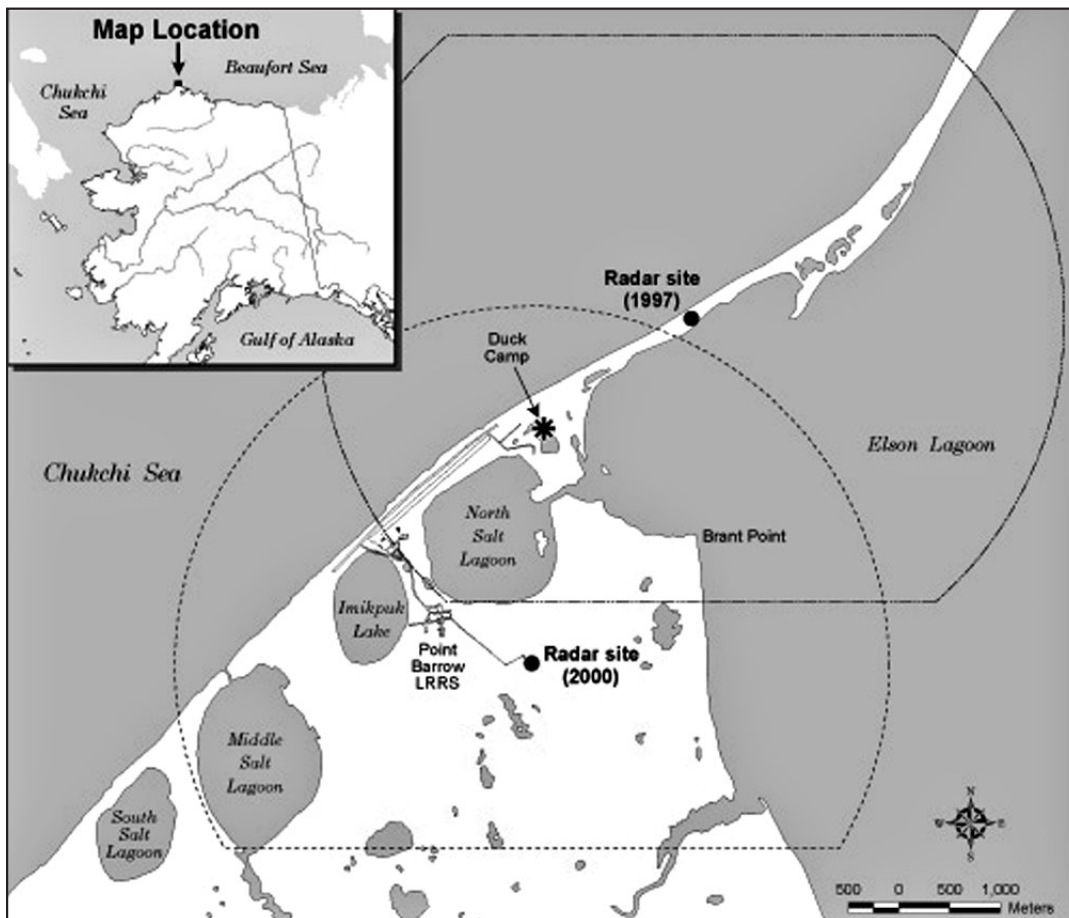 Map Location
Beaufort Sea
Chukchi
Sea
Gulf of Alaska
Radar site
(1997)
Duck
Camp
Chukchi Sea
Elson Lagoon
North
Salt
Lagoon
Brant Point
Imikpuk
Lake
Point
Barrow
LRRS
Radar site
(2000)
Middle
Salt
Lagoon
South
Salt
Lagoon
N
W E
S
500 0 500 1,000
Meters